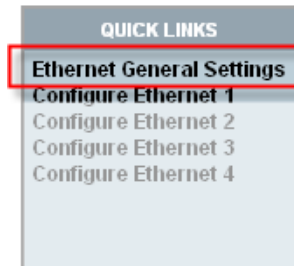 QUICK LINKS
Ethernet General Settings
Configure Ethernet 1
Configure Ethernet 2
Configure Ethernet 3
Configure Ethernet 4